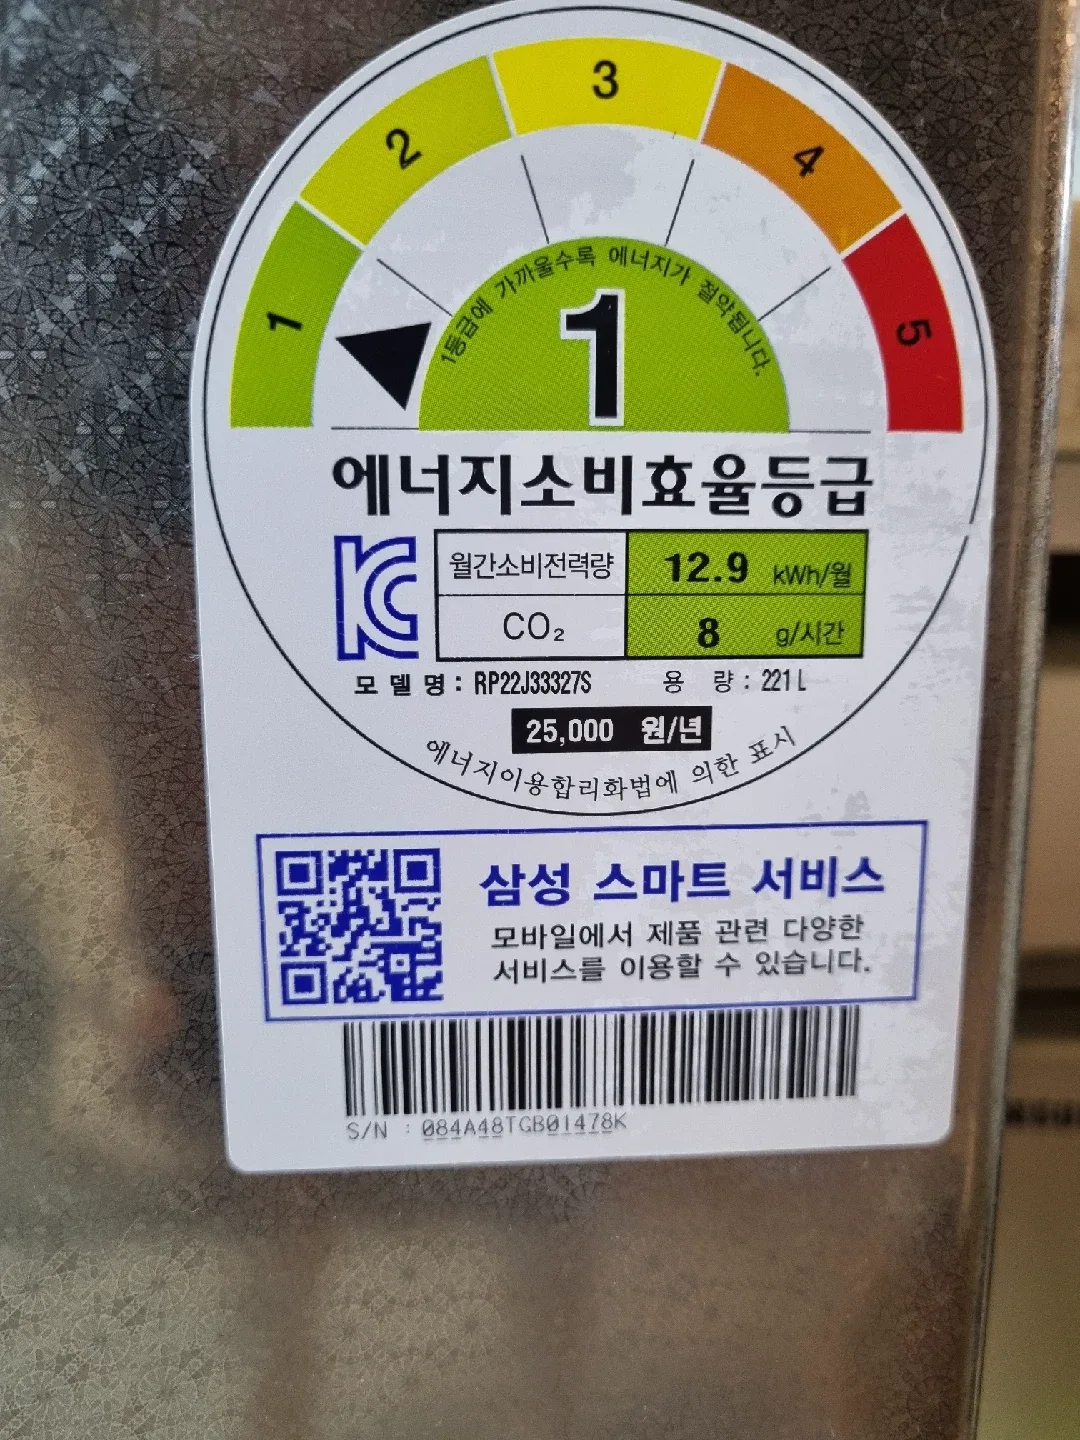 1
2
3
4
5
1등급에 가까울수록 에너지가 절약됩니다.
1
에너지소비효율등급
월간소비전력량 12.9 kWh/월
CO₂ 8 g/시간
모델명 : RP22J33327S 용 량 : 221 L
25,000 원/년
에너지이용합리화법에 의한 표시
삼성 스마트 서비스
모바일에서 제품 관련 다양한
서비스를 이용할 수 있습니다.
S/N : 084A48TGB01478K